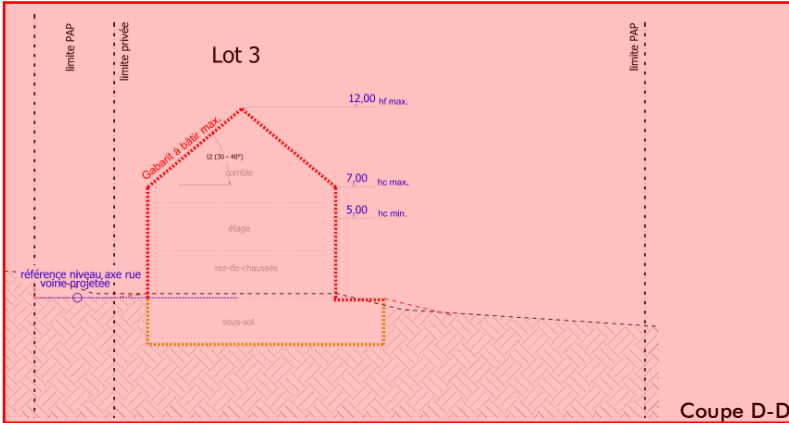 limite PAP
limite privée
Lot 3
limite PAP
12,00 hf max.
Gabarit à bâtir max.
t2 (30 - 40°)
comble
7,00 hc max.
5,00 hc min.
étage
rez-de-chaussée
référence niveau axe rue
voirie projetée
sous-sol
Coupe D-D